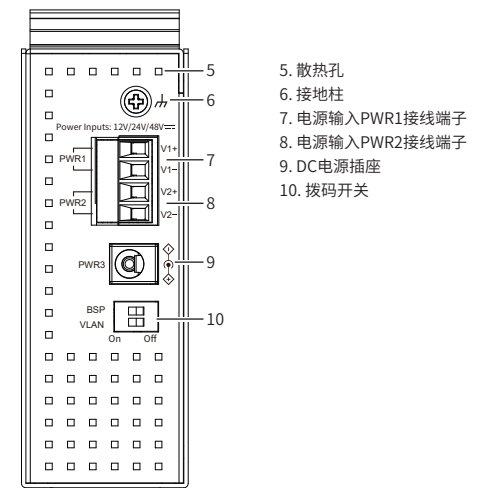 5
6
Power Inputs: 12V/24V/48V
V1+
PWR1
V1−
7
V2+
PWR2
8
V2−
PWR3
9
BSP
VLAN
10
On Off
5. 散热孔
6. 接地柱
7. 电源输入PWR1接线端子
8. 电源输入PWR2接线端子
9. DC电源插座
10. 拨码开关